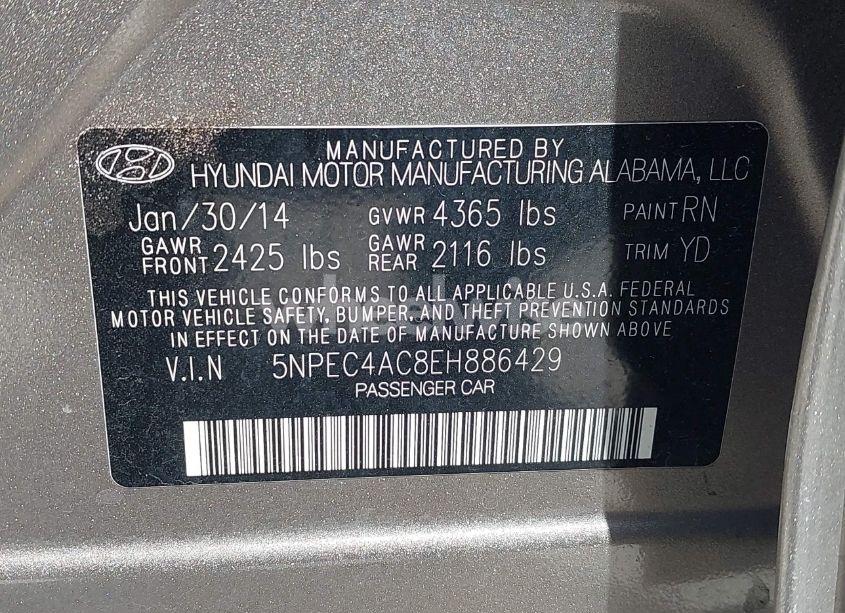 MANUFACTURED BY
HYUNDAI MOTOR MANUFACTURING ALABAMA, LLC
Jan/30/14 GVWR 4365 lbs PAINT RN
GAWR FRONT 2425 lbs GAWR REAR 2116 lbs TRIM YD
THIS VEHICLE CONFORMS TO ALL APPLICABLE U.S.A. FEDERAL
MOTOR VEHICLE SAFETY, BUMPER, AND THEFT PREVENTION STANDARDS
IN EFFECT ON THE DATE OF MANUFACTURE SHOWN ABOVE
V.I.N 5NPEC4AC8EH886429
PASSENGER CAR